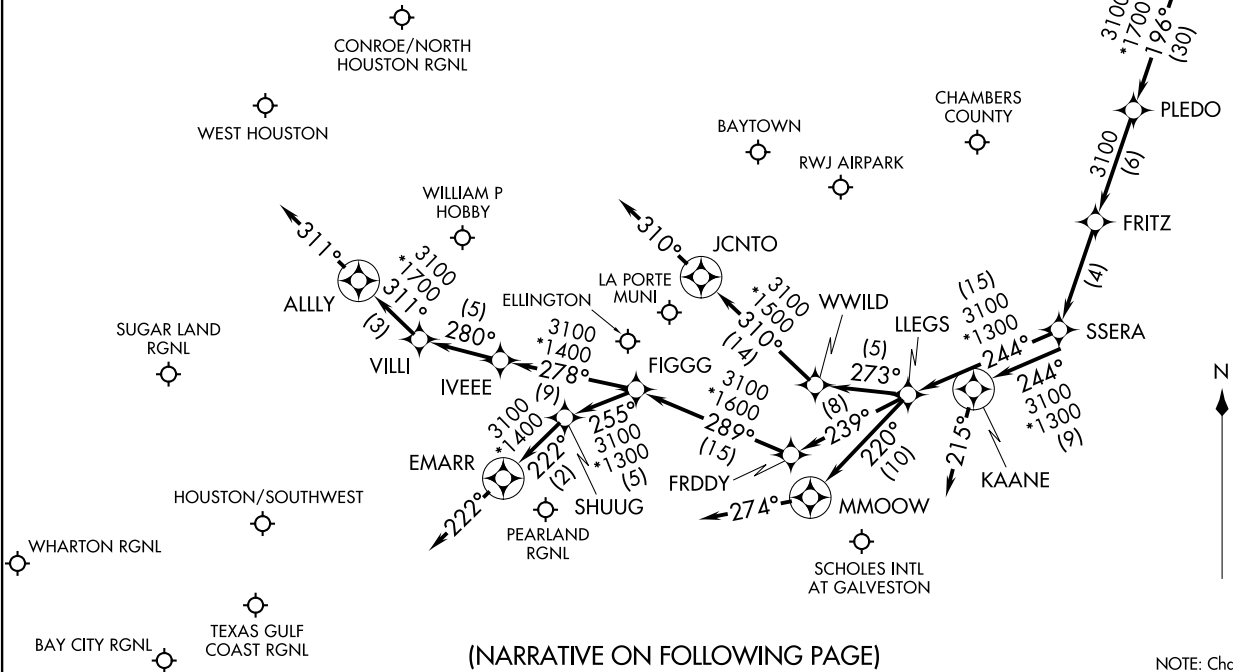 3100
*1700
196°
(30)
CONROE/NORTH
HOUSTON RGNL
WEST HOUSTON
CHAMBERS
COUNTY
PLEDO
BAYTOWN
RWJ AIRPARK
3100
(6)
WILLIAM P
HOBBY
FRITZ
311°
3100
*1700
311°
(3)
ALLLY
310°
JCNTO
LA PORTE
MUNI
(4)
(5)
280°
ELLINGTON
3100
*1500
310°
(14)
WWILD
(15)
3100
*1300
244°
LLEGS
SSERA
SUGAR LAND
RGNL
VILLI
IVEEE
3100
*1400
278°
(9)
FIGGG
(5)
273°
244°
3100
*1300
(9)
N
3100
*1600
289°
(15)
(8)
239°
220°
(10)
215°
KAANE
3100
*1400
222°
(2)
255°
3100
*1300
(5)
EMARR
222°
SHUUG
FRDDY
274°
MMOOW
HOUSTON/SOUTHWEST
PEARLAND
RGNL
WHARTON RGNL
SCHOLES INTL
AT GALVESTON
TEXAS GULF
COAST RGNL
BAY CITY RGNL
(NARRATIVE ON FOLLOWING PAGE)
NOTE: Cha